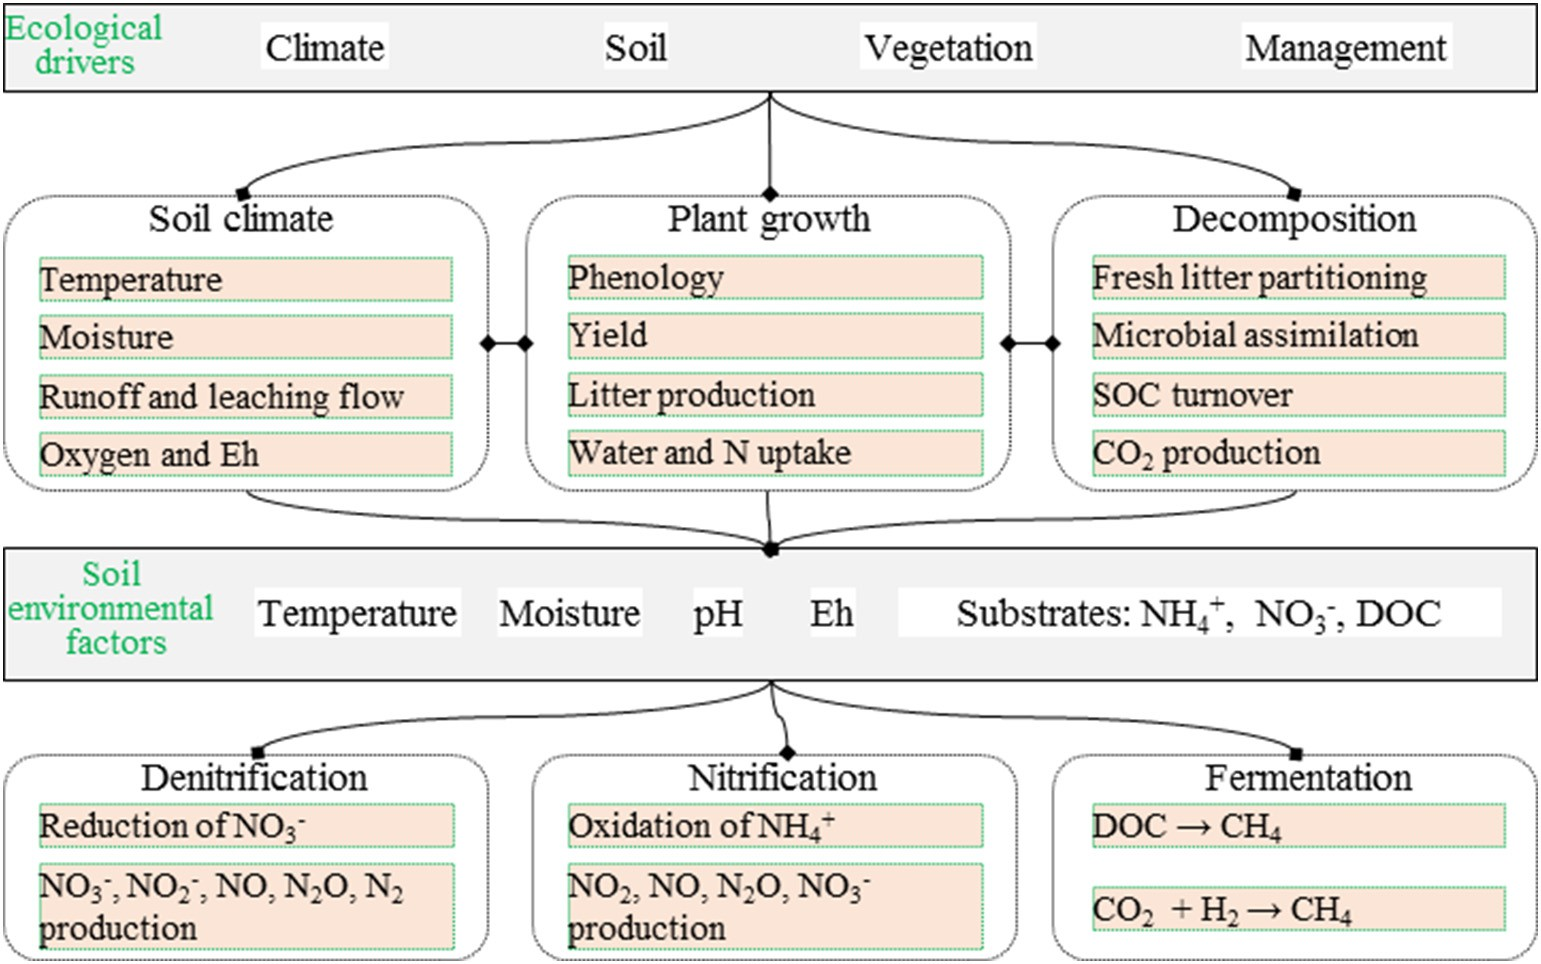 Ecological
drivers
Climate
Soil
Vegetation
Management
Soil climate
Temperature
Moisture
Runoff and leaching flow
Oxygen and Eh
Plant growth
Phenology
Yield
Litter production
Water and N uptake
Decomposition
Fresh litter partitioning
Microbial assimilation
SOC turnover
CO₂ production
Soil
environmental
factors
Temperature
Moisture
pH
Eh
Substrates: NH₄⁺, NO₃⁻, DOC
Denitrification
Reduction of NO₃⁻
NO₃⁻, NO₂⁻, NO, N₂O, N₂
production
Nitrification
Oxidation of NH₄⁺
NO₂, NO, N₂O, NO₃⁻
production
Fermentation
DOC → CH₄
CO₂ + H₂ → CH₄